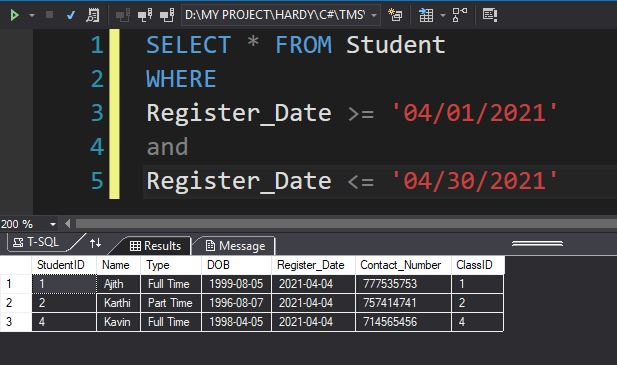 D:\MY PROJECT\HARDY\C#\TMS\
1 SELECT * FROM Student
2 WHERE
3 Register_Date >= '04/01/2021'
4 and
5 Register_Date <= '04/30/2021'
200 %
T-SQL Results Message
StudentID Name Type DOB Register_Date Contact_Number ClassID
1 1 Ajith Full Time 1999-08-05 2021-04-04 777535753 1
2 2 Karthi Part Time 1996-08-07 2021-04-04 757414741 2
3 4 Kavin Full Time 1998-04-05 2021-04-04 714565456 4